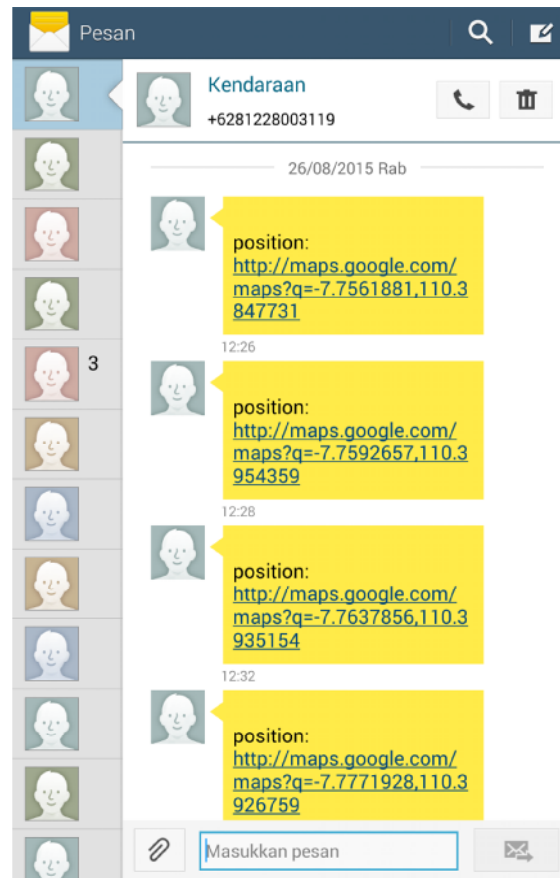 Pesan
Kendaraan
+6281228003119
26/08/2015 Rab
position:
http://maps.google.com/
maps?q=-7.7561881,110.3
847731
12:26
position:
http://maps.google.com/
maps?q=-7.7592657,110.3
954359
12:28
3
position:
http://maps.google.com/
maps?q=-7.7637856,110.3
935154
12:32
position:
http://maps.google.com/
maps?q=-7.7771928,110.3
926759
Masukkan pesan